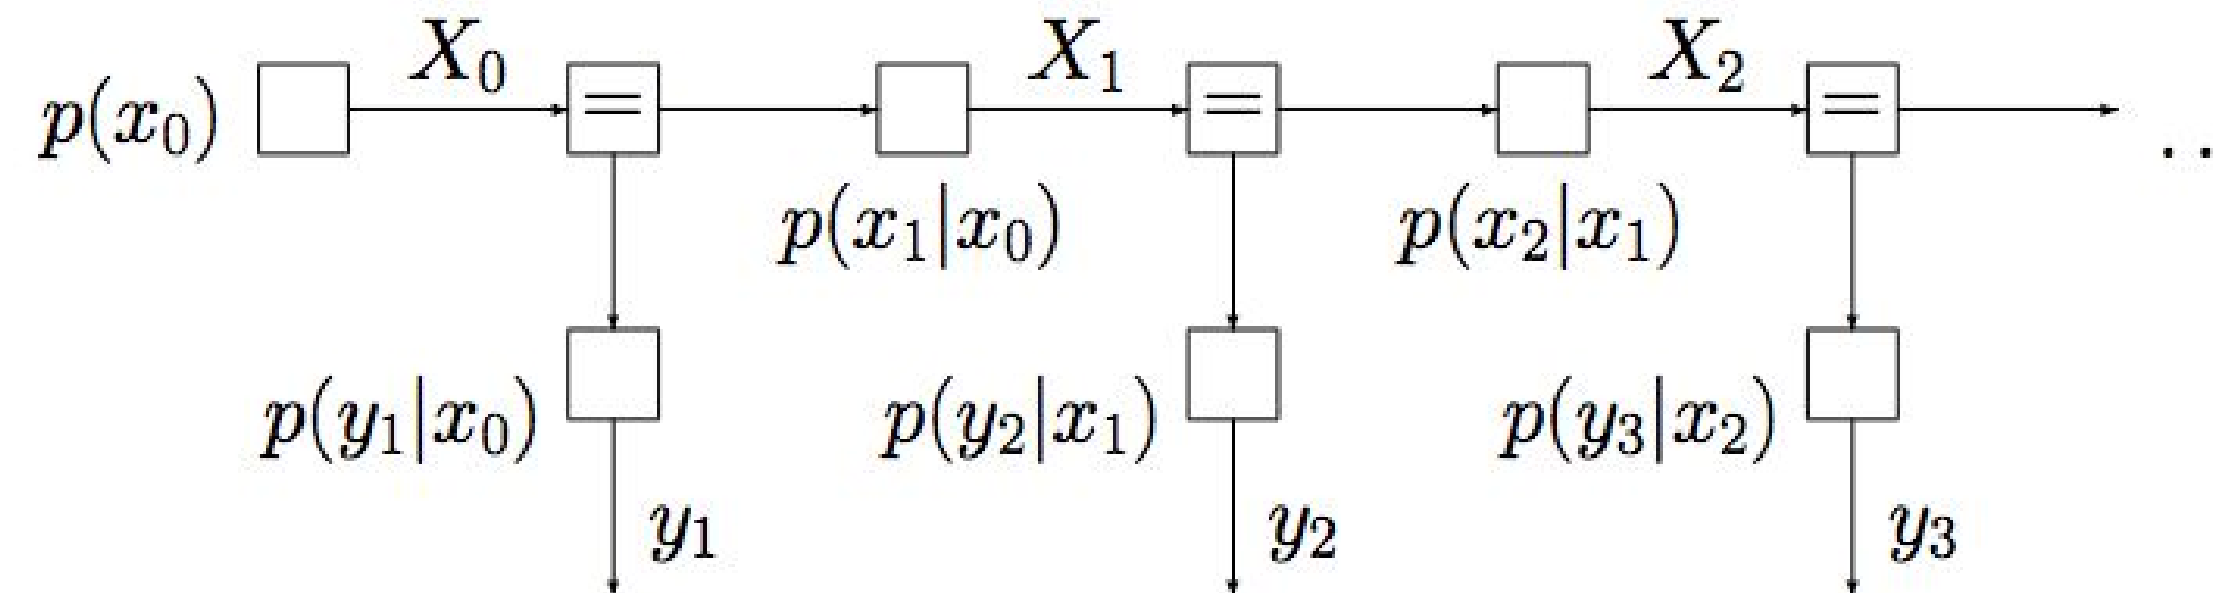 X₀ X₁ X₂
p(x₀) = = = ..
p(x₁|x₀) p(x₂|x₁)
p(y₁|x₀) p(y₂|x₁) p(y₃|x₂)
y₁ y₂ y₃